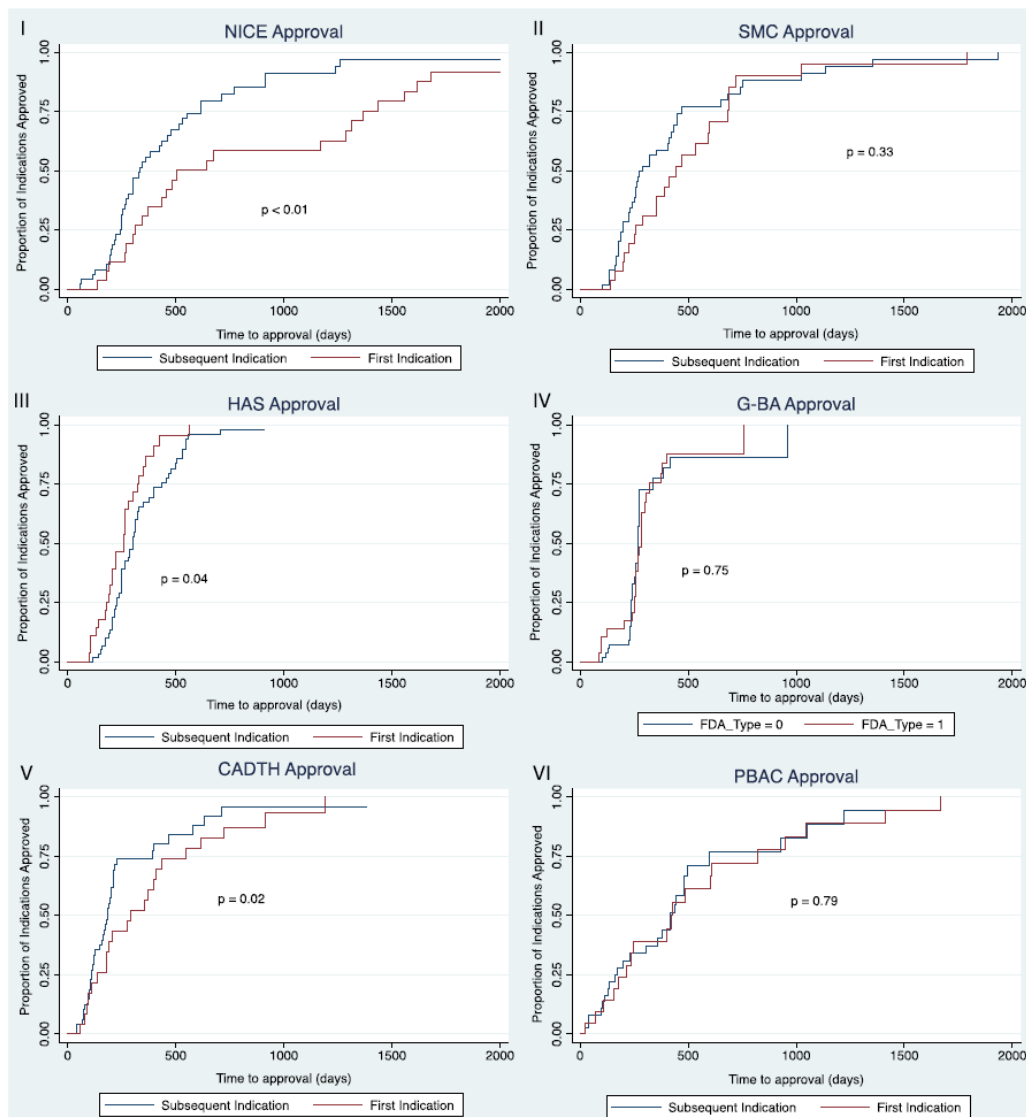 I
NICE Approval
Proportion of Indications Approved
1.00
0.75
0.50
0.25
0.00
p < 0.01
0 500 1000 1500 2000
Time to approval (days)
Subsequent Indication First Indication
II
SMC Approval
Proportion of Indications Approved
1.00
0.75
0.50
0.25
0.00
p = 0.33
0 500 1000 1500 2000
Time to approval (days)
Subsequent Indication First Indication
III
HAS Approval
Proportion of Indications Approved
1.00
0.75
0.50
0.25
0.00
p = 0.04
0 500 1000 1500 2000
Time to approval (days)
Subsequent Indication First Indication
IV
G-BA Approval
Proportion of Indications Approved
1.00
0.75
0.50
0.25
0.00
p = 0.75
0 500 1000 1500 2000
Time to approval (days)
FDA_Type = 0 FDA_Type = 1
V
CADTH Approval
Proportion of Indications Approved
1.00
0.75
0.50
0.25
0.00
p = 0.02
0 500 1000 1500 2000
Time to approval (days)
Subsequent Indication First Indication
VI
PBAC Approval
Proportion of Indications Approved
1.00
0.75
0.50
0.25
0.00
p = 0.79
0 500 1000 1500 2000
Time to approval (days)
Subsequent Indication First Indication